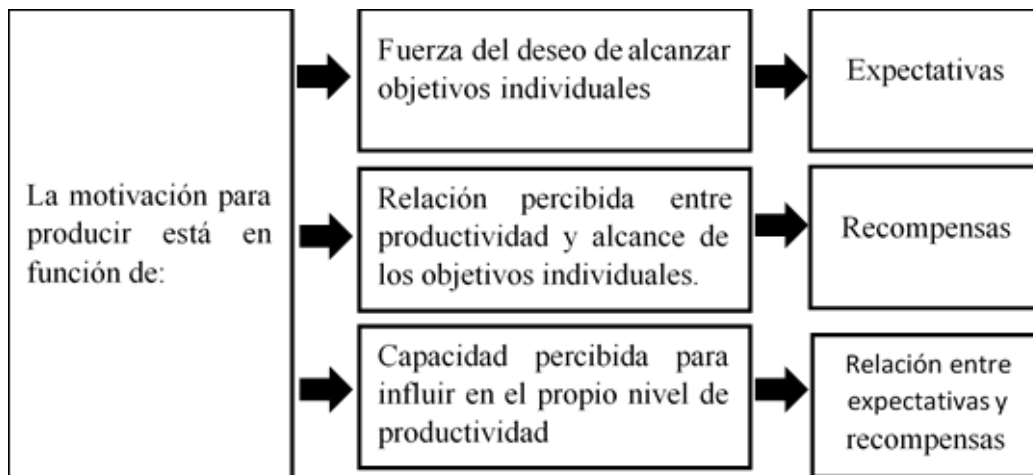 La motivación para
producir está en
función de:
Fuerza del deseo de alcanzar
objetivos individuales
Expectativas
Relación percibida entre
productividad y alcance de
los objetivos individuales.
Recompensas
Capacidad percibida para
influir en el propio nivel de
productividad
Relación entre
expectativas y
recompensas